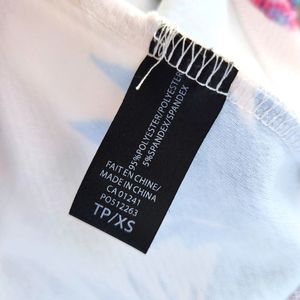 95%POLYESTER/POLYESTER
5%SPANDEX/SPANDEX
FAIT EN CHINE/
MADE IN CHINA
CA 01241
PO512263
TP/XS